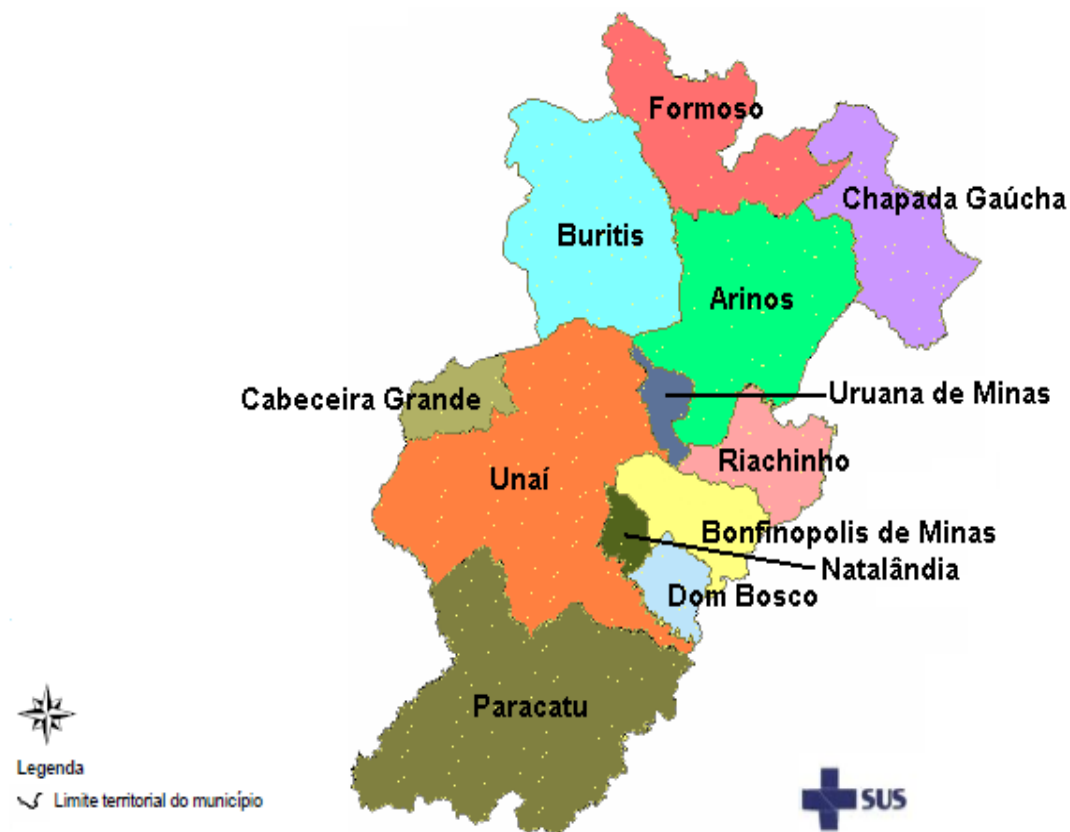 Formoso
Chapada Gaúcha
Buritis
Arinos
Cabeceira Grande
Uruana de Minas
Unaí
Riachinho
Bonfinopolis de Minas
Natalândia
Dom Bosco
Paracatu
Legenda
Limite territorial do município
SUS